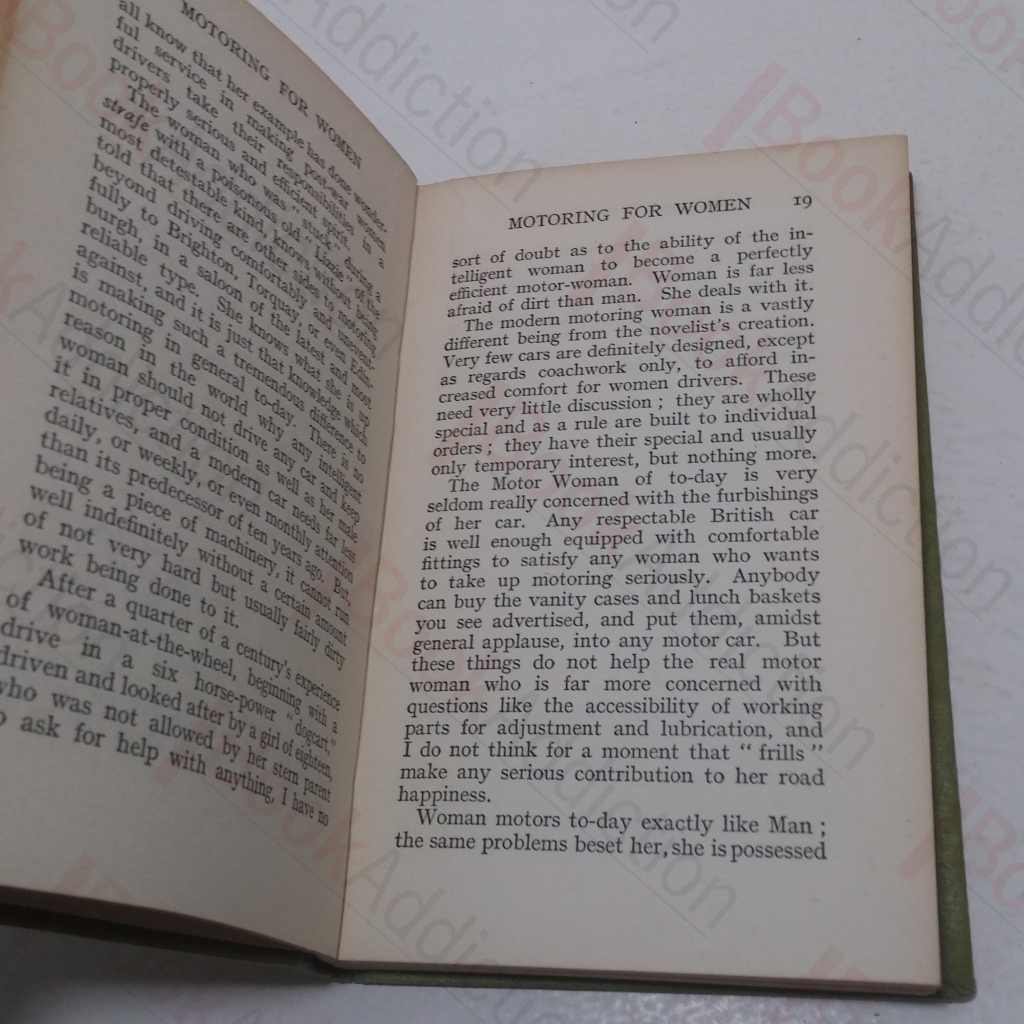 MOTORING FOR WOMEN
all know that her example has done wonder-
ful service in making post-war women
drivers take their responsibilities in a
properly serious and efficient spirit.
The woman who was "stuck" during a
strafe with a poisonous old "Lizzie" of the
most detestable kind, knows without being
told that there are other sides to motoring
beyond driving comfortably and unevent-
fully to Brighton, Torquay, or even Edin-
burgh, in a saloon of the latest and most
reliable type. She knows what she is up
against, and it is just that knowledge which
is making such a tremendous difference to
motoring in general to-day. There is no
reason in the world why any intelligent
woman should not drive any car and keep
it in proper condition as well as her male
relatives, and a modern car needs far less
daily, or weekly, or even monthly attention
than its predecessor of ten years ago. But,
being a piece of machinery, it cannot run
well indefinitely without a certain amount
of not very hard but usually fairly dirty
work being done to it.
After a quarter of a century's experience
of woman-at-the-wheel, beginning with a
drive in a six horse-power "dogcart,"
driven and looked after by a girl of eighteen,
who was not allowed by her stern parent
to ask for help with anything, I have no
MOTORING FOR WOMEN 19
sort of doubt as to the ability of the in-
telligent woman to become a perfectly
efficient motor-woman. Woman is far less
afraid of dirt than man. She deals with it.
The modern motoring woman is a vastly
different being from the novelist's creation.
Very few cars are definitely designed, except
as regards coachwork only, to afford in-
creased comfort for women drivers. These
need very little discussion ; they are wholly
special and as a rule are built to individual
orders ; they have their special and usually
only temporary interest, but nothing more.
The Motor Woman of to-day is very
seldom really concerned with the furbishings
of her car. Any respectable British car
is well enough equipped with comfortable
fittings to satisfy any woman who wants
to take up motoring seriously. Anybody
can buy the vanity cases and lunch baskets
you see advertised, and put them, amidst
general applause, into any motor car. But
these things do not help the real motor
woman who is far more concerned with
questions like the accessibility of working
parts for adjustment and lubrication, and
I do not think for a moment that "frills"
make any serious contribution to her road
happiness.
Woman motors to-day exactly like Man ;
the same problems beset her, she is possessed
BookAddiction